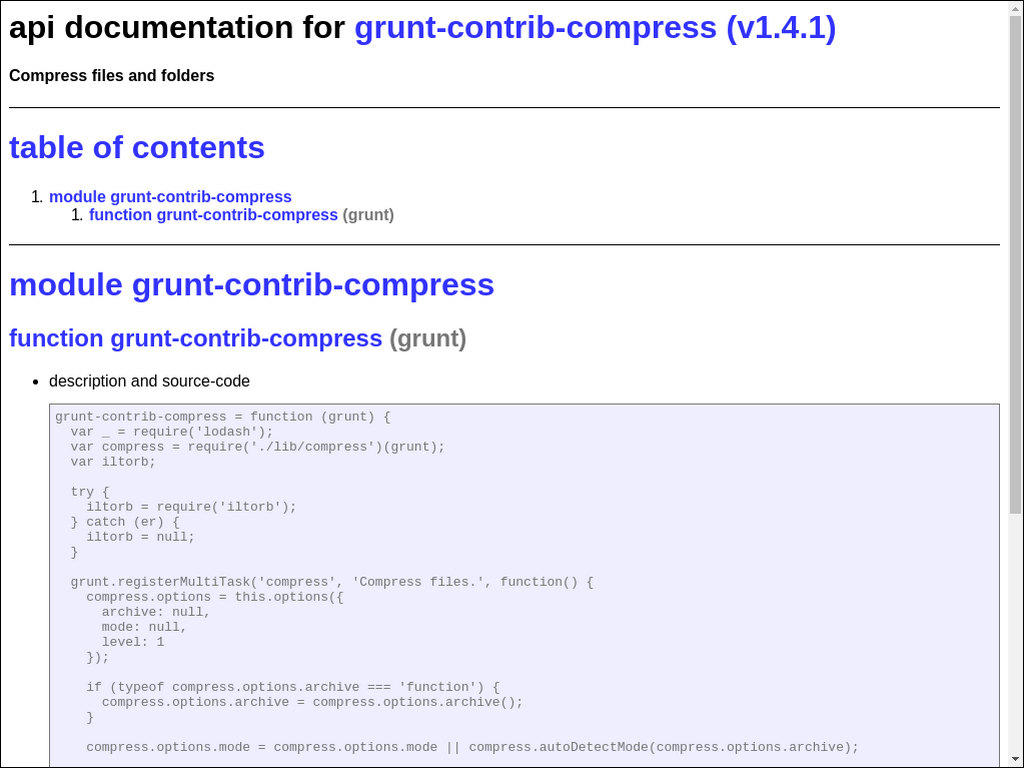 api documentation for grunt-contrib-compress (v1.4.1)
Compress files and folders
table of contents
1. module grunt-contrib-compress
1. function grunt-contrib-compress (grunt)
module grunt-contrib-compress
function grunt-contrib-compress (grunt)
• description and source-code
grunt-contrib-compress = function (grunt) {
  var _ = require('lodash');
  var compress = require('./lib/compress')(grunt);
  var iltorb;

  try {
    iltorb = require('iltorb');
  } catch (er) {
    iltorb = null;
  }

  grunt.registerMultiTask('compress', 'Compress files.', function() {
    compress.options = this.options({
      archive: null,
      mode: null,
      level: 1
    });

    if (typeof compress.options.archive === 'function') {
      compress.options.archive = compress.options.archive();
    }

    compress.options.mode = compress.options.mode || compress.autoDetectMode(compress.options.archive);